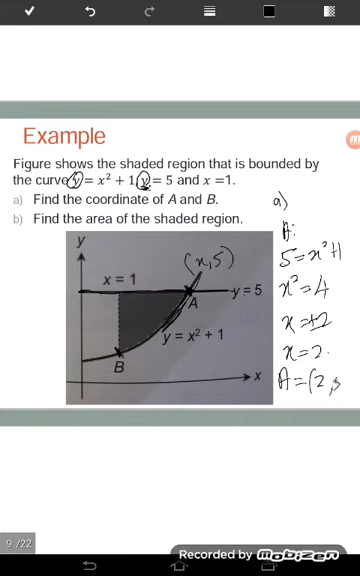 Example
Figure shows the shaded region that is bounded by
the curve y = x² + 1, y = 5 and x =1.
a) Find the coordinate of A and B.
b) Find the area of the shaded region.
a)
A:
5 = x² + 1
x² = 4
x = ±2
x = 2.
A = (2, 5
y
(x, 5)
x = 1
y = 5
A
y = x² + 1
B
x
9 /22
Recorded by Mobizen